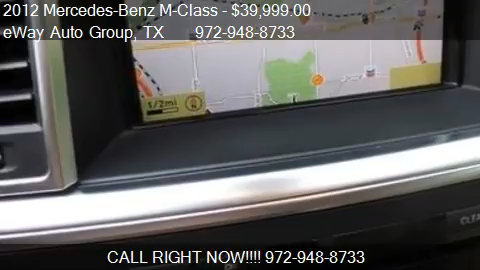 2012 Mercedes-Benz M-Class - $39,999.00
eWay Auto Group, TX 972-948-8733
1/2mi
CLEA
CALL RIGHT NOW!!!! 972-948-8733